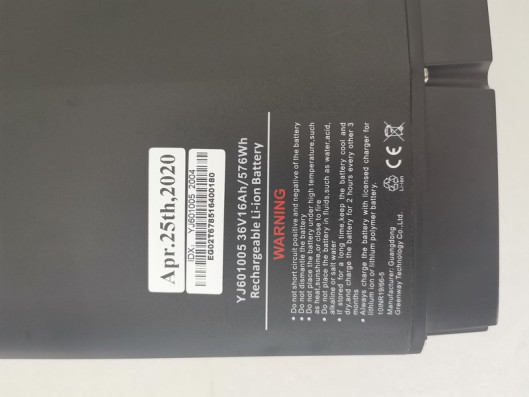 Apr.25th,2020
IDX: YJ601005 2004
YJ601005 36V16Ah/576Wh
Rechargeable Li-ion Battery
WARNING
● Do not short circuit positive and negative of the battery
● Do not dismantle the battery
● Do not place the battery under high temperature,such
as heat,sunshine,or close to fire
● Do not place the battery in fluids,such as water,acid,
alkaline or salt water
● If stored for a long time,keep the battery cool and
dry,and charge the battery for 2 hours every other 3
months
● Always charge the battery with licensed charger for
lithium ion or lithium polymer battery.
10INR19/66-5
Manufacturer: Guangdong
Greenway Technology Co.,Ltd.
Li-ion
CE